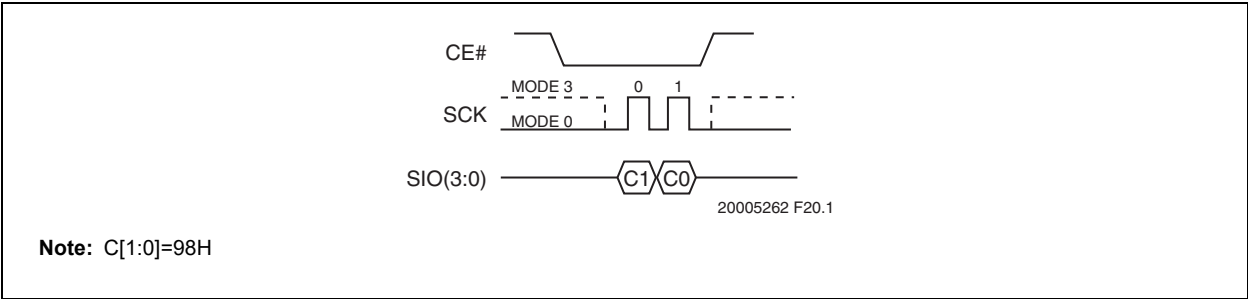 CE#
MODE 3 0 1
SCK
MODE 0
SIO(3:0) C1 C0
20005262 F20.1
Note: C[1:0]=98H